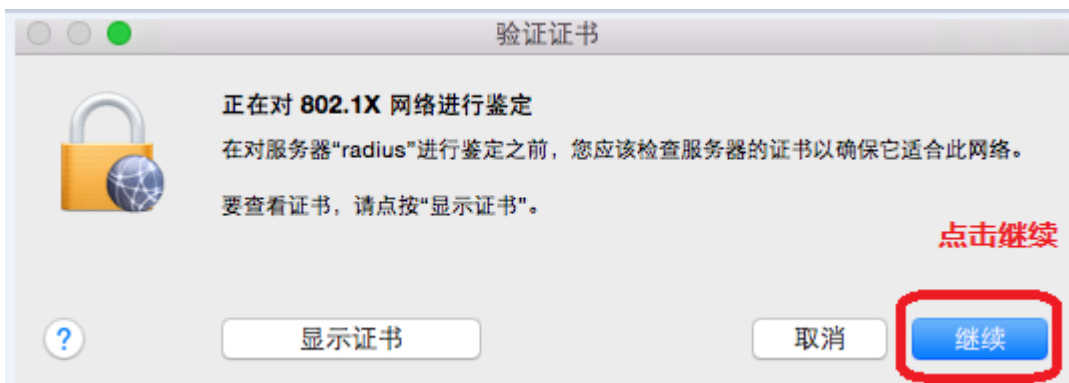 验证证书
正在对 802.1X 网络进行鉴定
在对服务器“radius”进行鉴定之前，您应该检查服务器的证书以确保它适合此网络。
要查看证书，请点按“显示证书”。
点击继续
?
显示证书
取消
继续